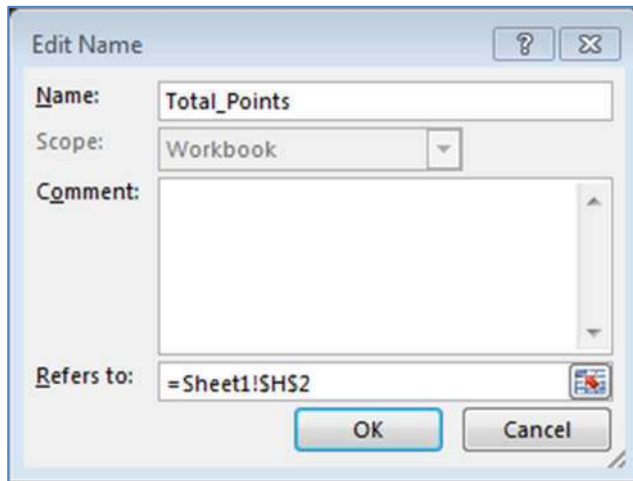 Edit Name
Name: Total_Points
Scope: Workbook
Comment:
Refers to: =Sheet1!$H$2
OK Cancel